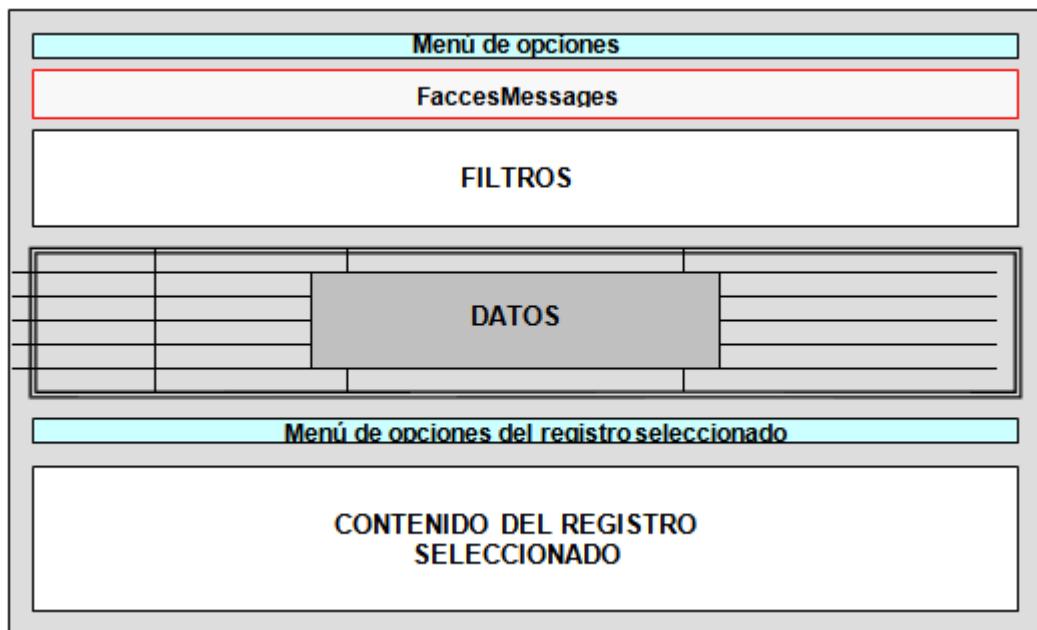 Menú de opciones
FaccesMessages
FILTROS
DATOS
Menú de opciones del registro seleccionado
CONTENIDO DEL REGISTRO
SELECCIONADO